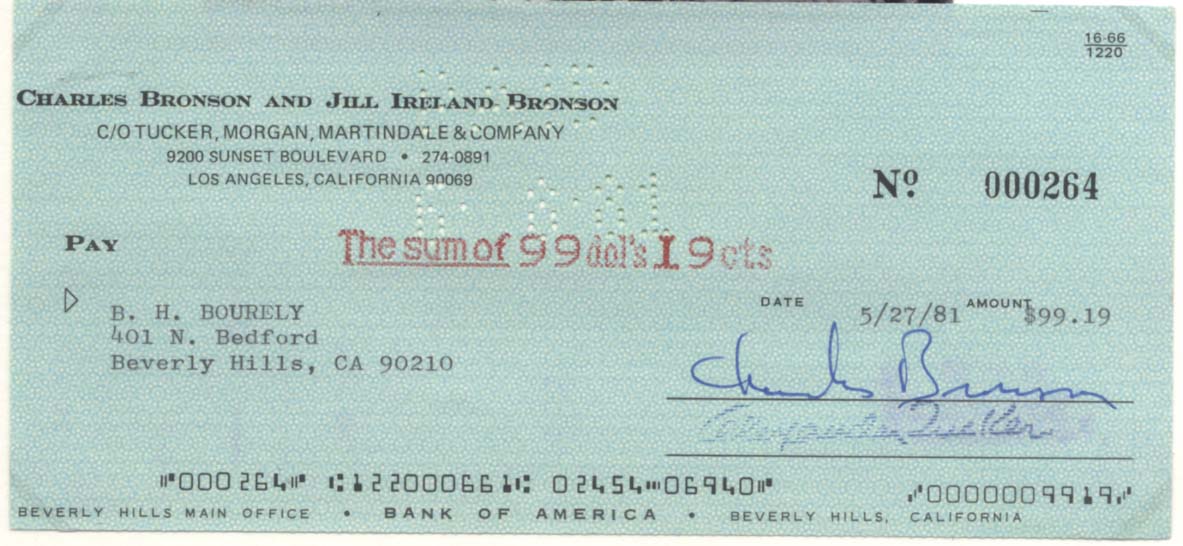 16-66
1220
CHARLES BRONSON AND JILL IRELAND BRONSON
C/O TUCKER, MORGAN, MARTINDALE & COMPANY
9200 SUNSET BOULEVARD • 274-0891
LOS ANGELES, CALIFORNIA 90069
Nº 000264
PAY
The sum of 99 dol's 19 cts
B. H. BOURELY
401 N. Bedford
Beverly Hills, CA 90210
DATE 5/27/81 AMOUNT $99.19
Charles Bronson
Tucker
⑈000264⑈ ⑆122000661⑆ 02454⑉06940⑈ ⑇0000009919⑇
BEVERLY HILLS MAIN OFFICE • BANK OF AMERICA • BEVERLY HILLS, CALIFORNIA